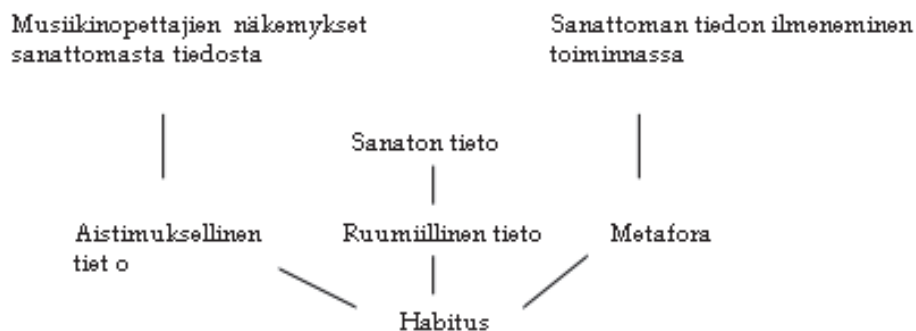 Musiikinopettajien näkemykset
sanattomasta tiedosta
Sanattoman tiedon ilmeneminen
toiminnassa
Sanaton tieto
Aistimuksellinen
tiet o
Ruumiillinen tieto
Metafora
Habitus